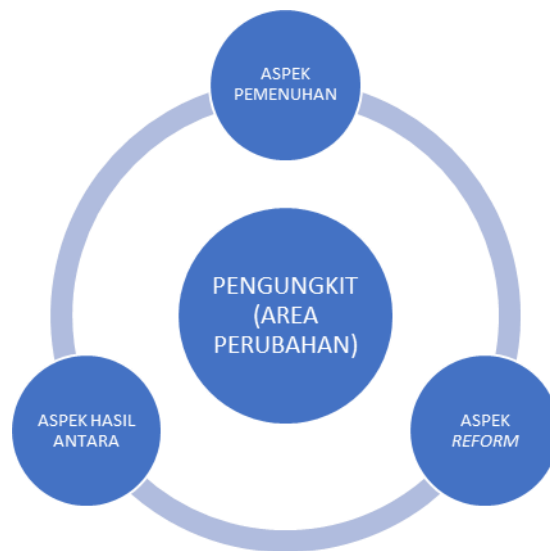 ASPEK
PEMENUHAN
PENGUNGKIT
(AREA
PERUBAHAN)
ASPEK HASIL
ANTARA
ASPEK
REFORM